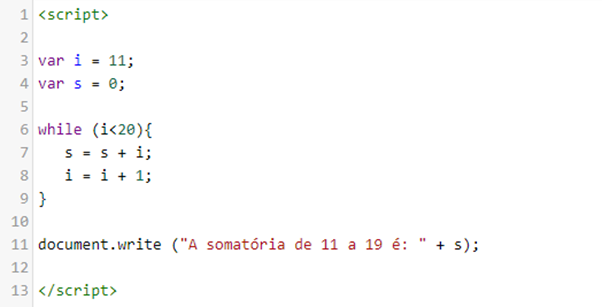 1 <script>
2
3 var i = 11;
4 var s = 0;
5
6 while (i<20){
7    s = s + i;
8    i = i + 1;
9 }
10
11 document.write ("A somatória de 11 a 19 é: " + s);
12
13 </script>